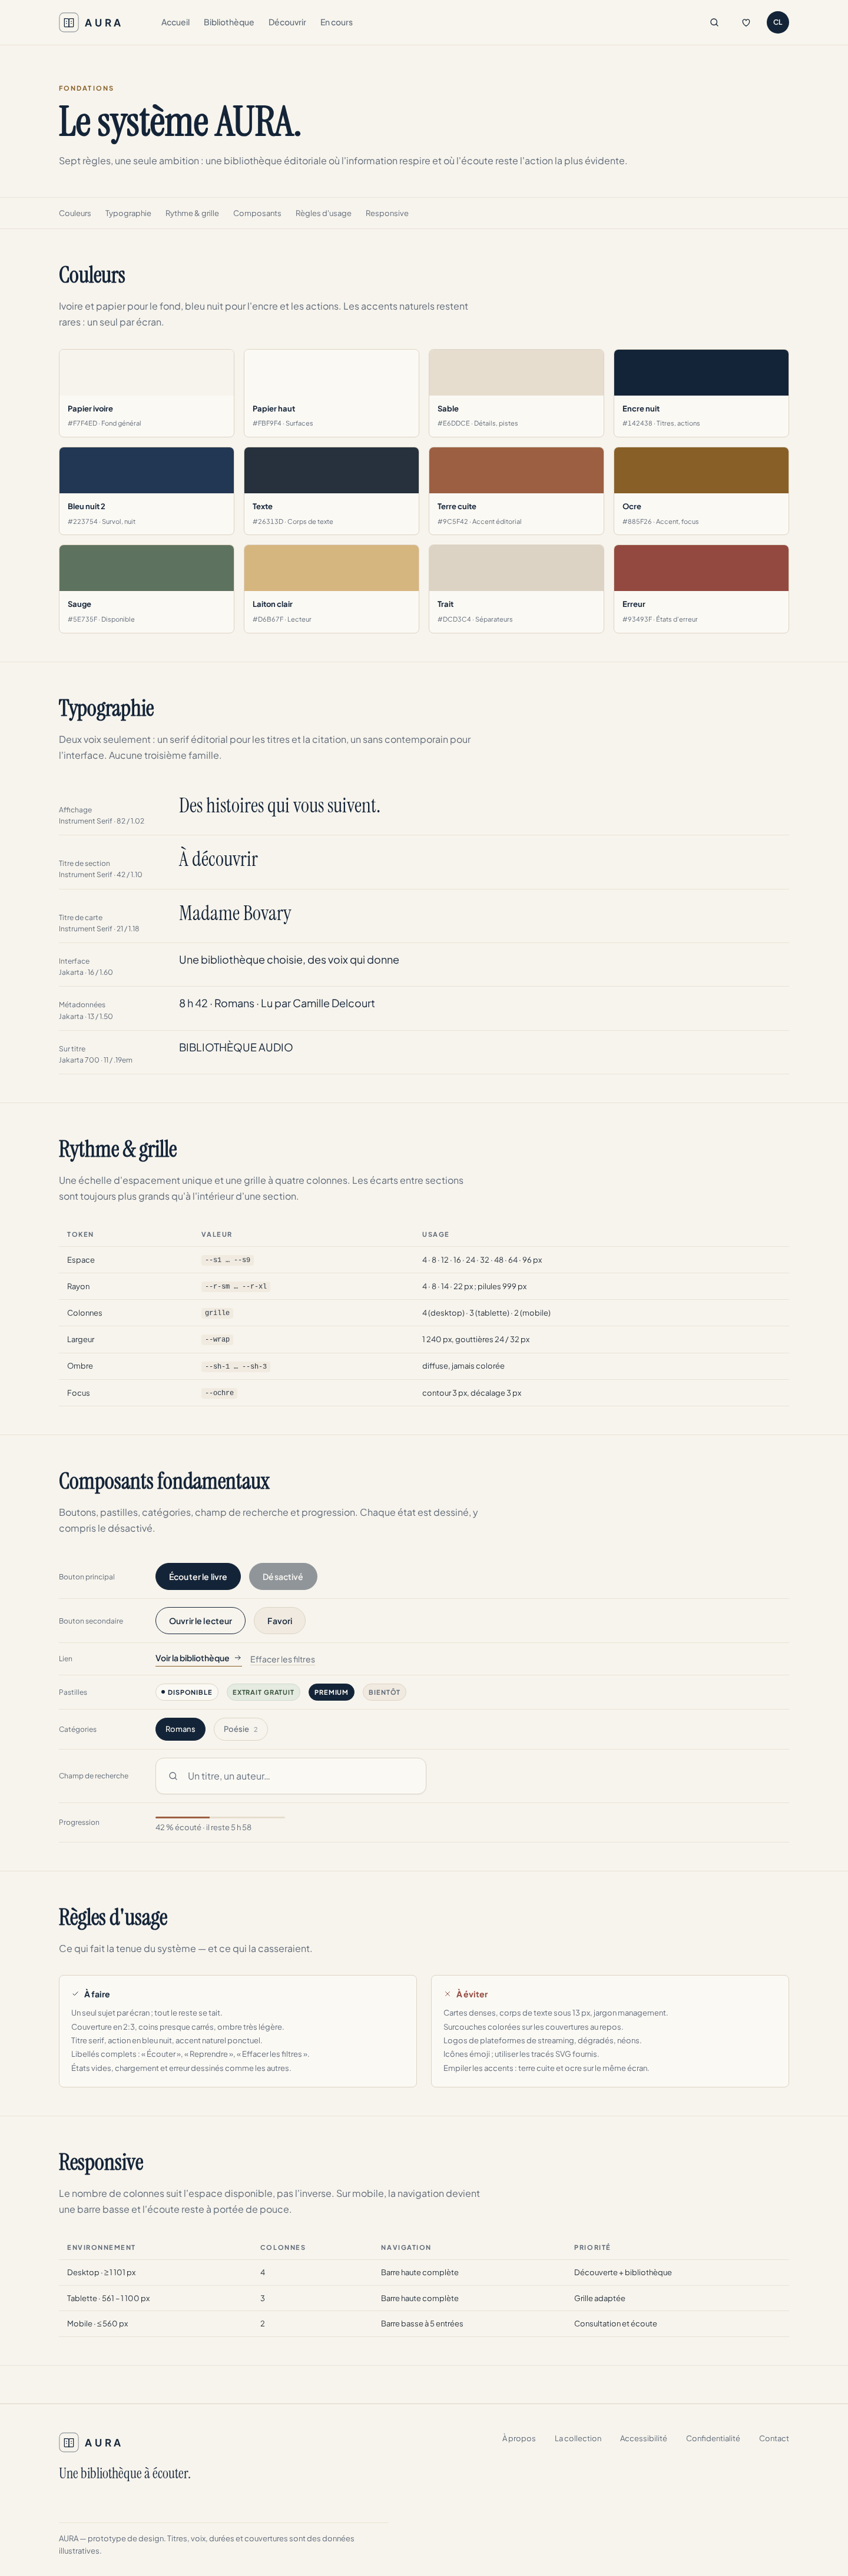 AURA
Accueil Bibliothèque Découvrir En cours
CL
FONDATIONS
Le système AURA.
Sept règles, une seule ambition : une bibliothèque éditoriale où l'information respire et où l'écoute reste l'action la plus évidente.
Couleurs Typographie Rythme & grille Composants Règles d'usage Responsive
Couleurs
Ivoire et papier pour le fond, bleu nuit pour l'encre et les actions. Les accents naturels restent
rares : un seul par écran.
Papier ivoire
#F7F4ED · Fond général
Papier haut
#FBF9F4 · Surfaces
Sable
#E6DDCE · Détails, pistes
Encre nuit
#142438 · Titres, actions
Bleu nuit 2
#223754 · Survol, nuit
Texte
#26313D · Corps de texte
Terre cuite
#9C5F42 · Accent éditorial
Ocre
#885F26 · Accent, focus
Sauge
#5E735F · Disponible
Laiton clair
#D6B67F · Lecteur
Trait
#DCD3C4 · Séparateurs
Erreur
#93493F · États d'erreur
Typographie
Deux voix seulement : un serif éditorial pour les titres et la citation, un sans contemporain pour
l'interface. Aucune troisième famille.
Affichage
Instrument Serif · 82 / 1.02
Des histoires qui vous suivent.
Titre de section
Instrument Serif · 42 / 1.10
À découvrir
Titre de carte
Instrument Serif · 21 / 1.18
Madame Bovary
Interface
Jakarta · 16 / 1.60
Une bibliothèque choisie, des voix qui donne
Métadonnées
Jakarta · 13 / 1.50
8 h 42 · Romans · Lu par Camille Delcourt
Surtitre
Jakarta 700 · 11 / .19em
BIBLIOTHÈQUE AUDIO
Rythme & grille
Une échelle d'espacement unique et une grille à quatre colonnes. Les écarts entre sections
sont toujours plus grands qu'à l'intérieur d'une section.
TOKEN VALEUR USAGE
Espace --s1 … --s9 4 · 8 · 12 · 16 · 24 · 32 · 48 · 64 · 96 px
Rayon --r-sm … --r-xl 4 · 8 · 14 · 22 px ; pilules 999 px
Colonnes grille 4 (desktop) · 3 (tablette) · 2 (mobile)
Largeur --wrap 1 240 px, gouttières 24 / 32 px
Ombre --sh-1 … --sh-3 diffuse, jamais colorée
Focus --ochre contour 3 px, décalage 3 px
Composants fondamentaux
Boutons, pastilles, catégories, champ de recherche et progression. Chaque état est dessiné, y
compris le désactivé.
Bouton principal Écouter le livre Désactivé
Bouton secondaire Ouvrir le lecteur Favori
Lien Voir la bibliothèque → Effacer les filtres
Pastilles DISPONIBLE EXTRAIT GRATUIT PREMIUM BIENTÔT
Catégories Romans Poésie 2
Champ de recherche Un titre, un auteur…
Progression
42 % écouté · il reste 5 h 58
Règles d'usage
Ce qui fait la tenue du système — et ce qui la casseraient.
À faire
Un seul sujet par écran ; tout le reste se tait.
Couverture en 2:3, coins presque carrés, ombre très légère.
Titre serif, action en bleu nuit, accent naturel ponctuel.
Libellés complets : « Écouter », « Reprendre », « Effacer les filtres ».
États vides, chargement et erreur dessinés comme les autres.
À éviter
Cartes denses, corps de texte sous 13 px, jargon management.
Surcouches colorées sur les couvertures au repos.
Logos de plateformes de streaming, dégradés, néons.
Icônes émoji ; utiliser les tracés SVG fournis.
Empiler les accents : terre cuite et ocre sur le même écran.
Responsive
Le nombre de colonnes suit l'espace disponible, pas l'inverse. Sur mobile, la navigation devient
une barre basse et l'écoute reste à portée de pouce.
ENVIRONNEMENT COLONNES NAVIGATION PRIORITÉ
Desktop · ≥ 1 101 px 4 Barre haute complète Découverte + bibliothèque
Tablette · 561 – 1 100 px 3 Barre haute complète Grille adaptée
Mobile · ≤ 560 px 2 Barre basse à 5 entrées Consultation et écoute
AURA
À propos La collection Accessibilité Confidentialité Contact
Une bibliothèque à écouter.
AURA — prototype de design. Titres, voix, durées et couvertures sont des données
illustratives.